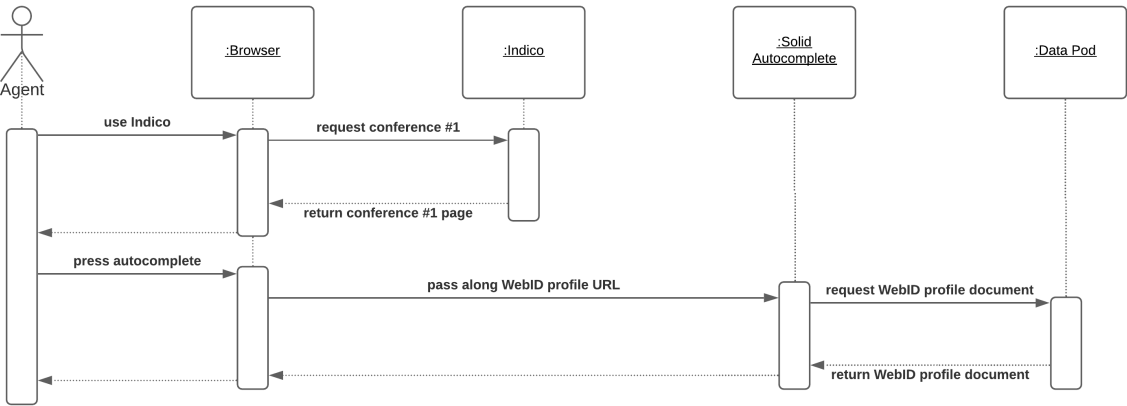 :Browser
:Indico
:Solid
Autocomplete
:Data Pod
Agent
use Indico
request conference #1
return conference #1 page
press autocomplete
pass along WebID profile URL
request WebID profile document
return WebID profile document